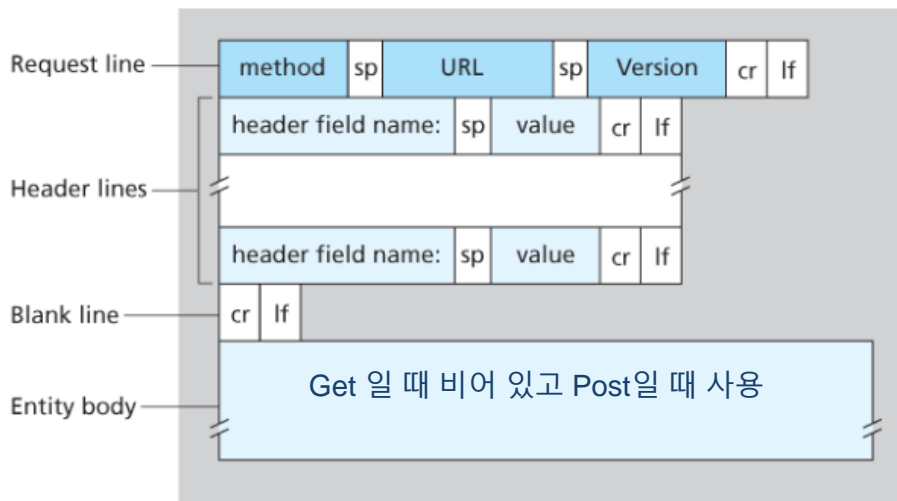 Request line
method sp URL sp Version cr lf
header field name: sp value cr lf
Header lines
header field name: sp value cr lf
Blank line
cr lf
Get 일 때 비어 있고 Post일 때 사용
Entity body